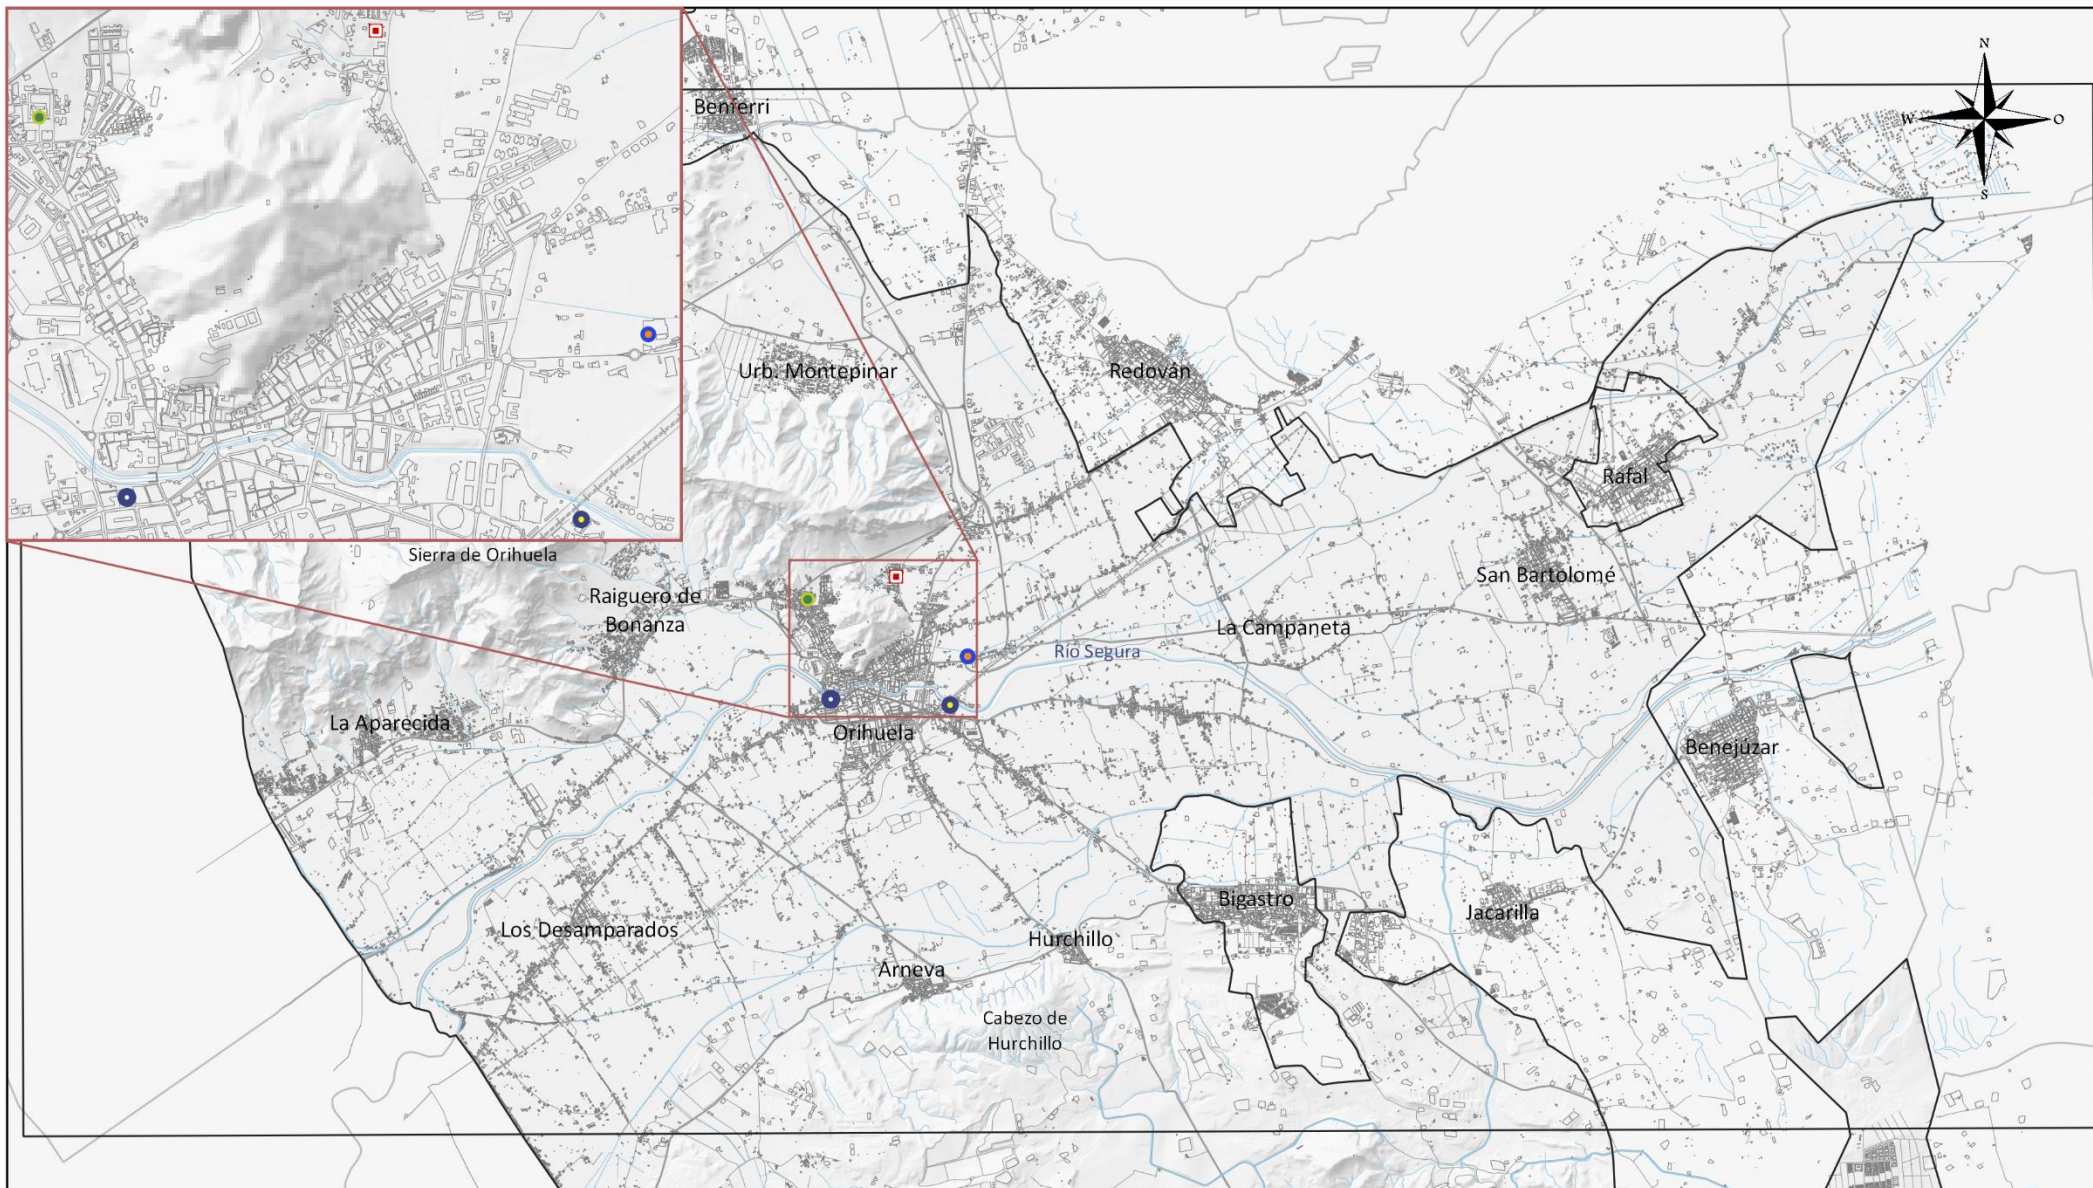 N
W
O
S
Benferri
Urb. Montepinar
Redován
Rafal
Sierra de Orihuela
Raiguero de
Bonanza
San Bartolomé
La Campaneta
Río Segura
La Aparecida
Orihuela
Benejúzar
Bigastro
Jacarilla
Los Desamparados
Hurchillo
Arneva
Cabezo de
Hurchillo